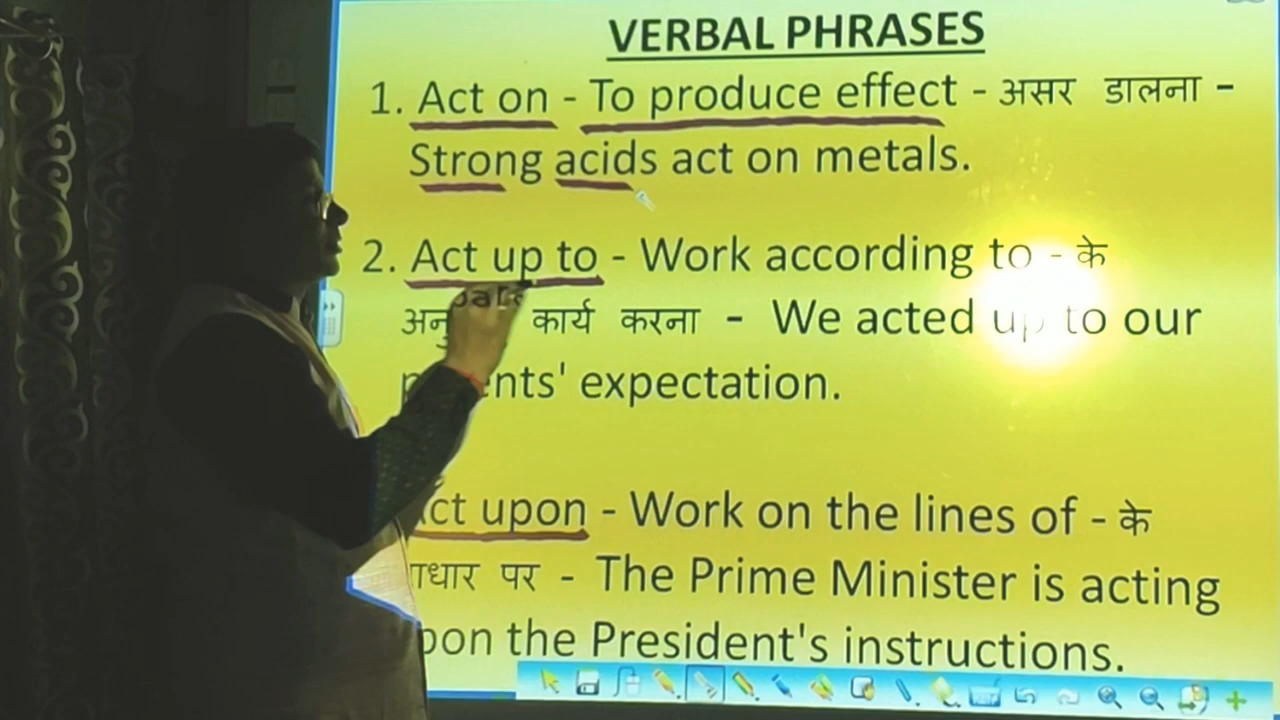 VERBAL PHRASES
1. Act on - To produce effect - असर डालना -
Strong acids act on metals.
2. Act up to - Work according to - के
कार्य करना - We acted up to our
expectation.
upon - Work on the lines of - के
पर - The Prime Minister is acting
the President's instructions.